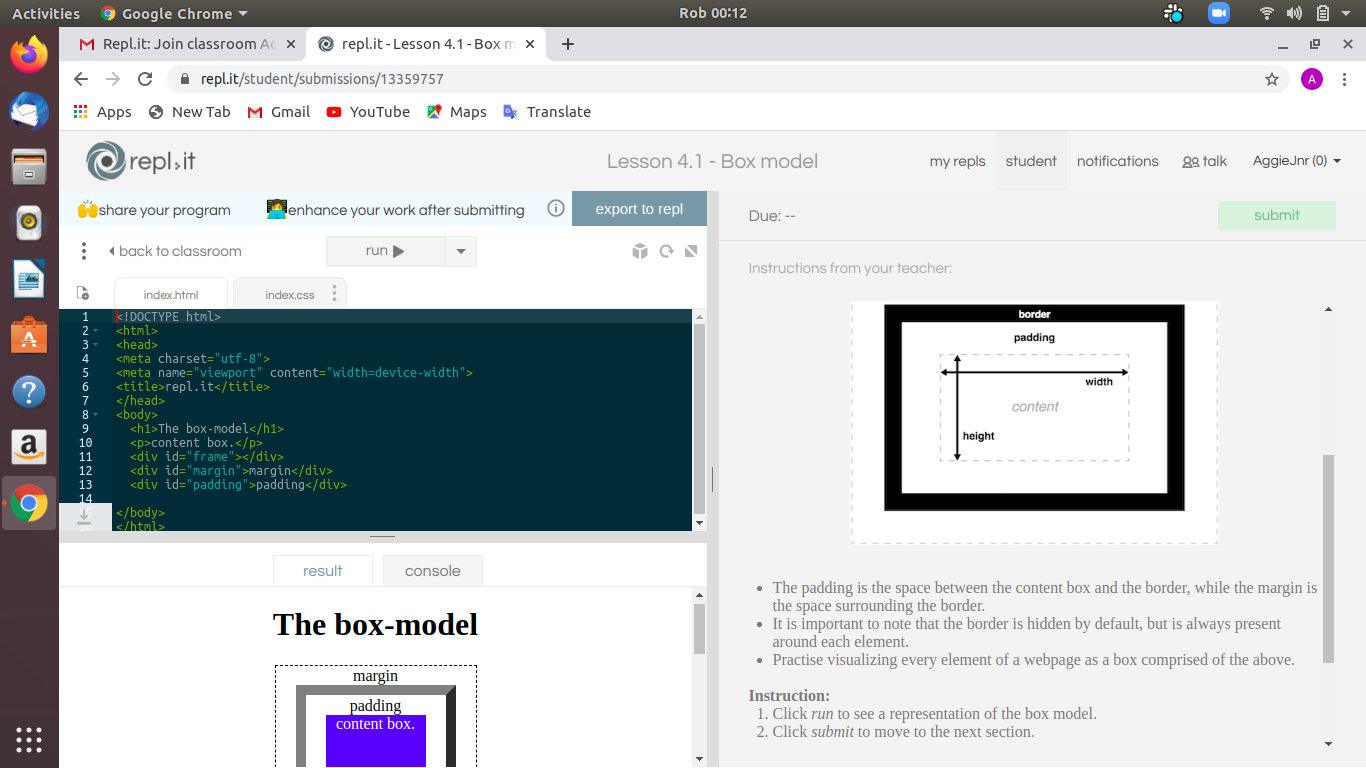 Activities Google Chrome Rob 00:12
Repl.it: Join classroom Ac repl.it - Lesson 4.1 - Box m
repl.it/student/submissions/13359757 A
Apps New Tab Gmail YouTube Maps Translate
repl.it Lesson 4.1 - Box model my repls student notifications talk AggieJnr (0)
share your program enhance your work after submitting export to repl
Due: -- submit
back to classroom run
Instructions from your teacher:
index.html index.css
1 <!DOCTYPE html>
2 <html>
3 <head>
4 <meta charset="utf-8">
5 <meta name="viewport" content="width=device-width">
6 <title>repl.it</title>
7 </head>
8 <body>
9 <h1>The box-model</h1>
10 <p>content box.</p>
11 <div id="frame"></div>
12 <div id="margin">margin</div>
13 <div id="padding">padding</div>
14
</body>
</html>
result console
The box-model
margin
padding
content box.
border
padding
width
content
height
• The padding is the space between the content box and the border, while the margin is
the space surrounding the border.
• It is important to note that the border is hidden by default, but is always present
around each element.
• Practise visualizing every element of a webpage as a box comprised of the above.
Instruction:
1. Click run to see a representation of the box model.
2. Click submit to move to the next section.